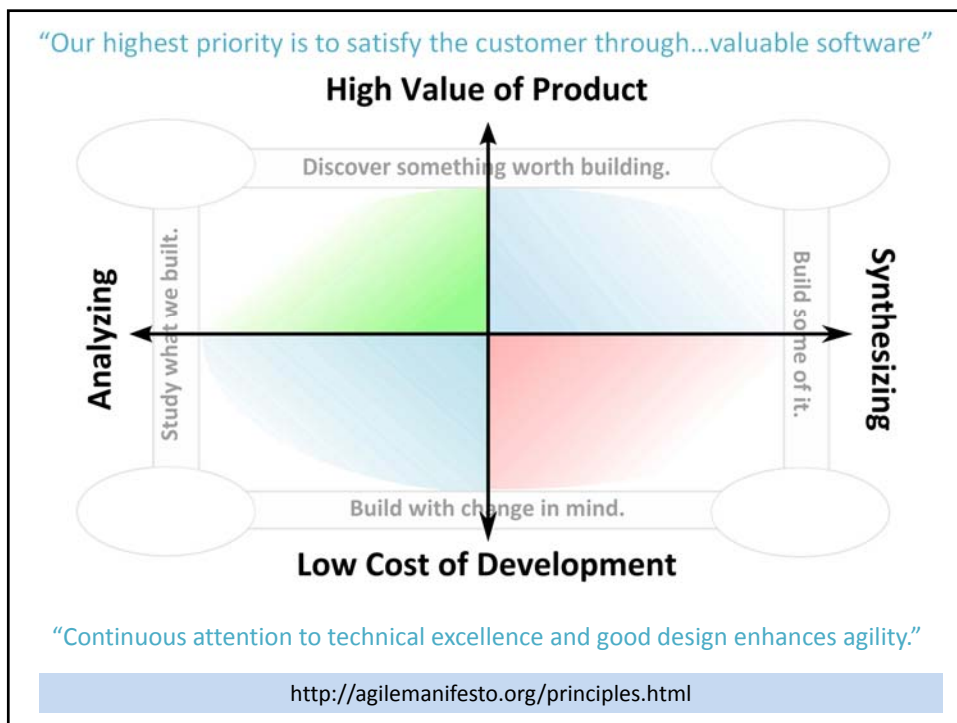 “Our highest priority is to satisfy the customer through...valuable software”
High Value of Product
Discover something worth building.
Analyzing
Study what we built.
Build some of it.
Synthesizing
Build with change in mind.
Low Cost of Development
“Continuous attention to technical excellence and good design enhances agility.”
http://agilemanifesto.org/principles.html